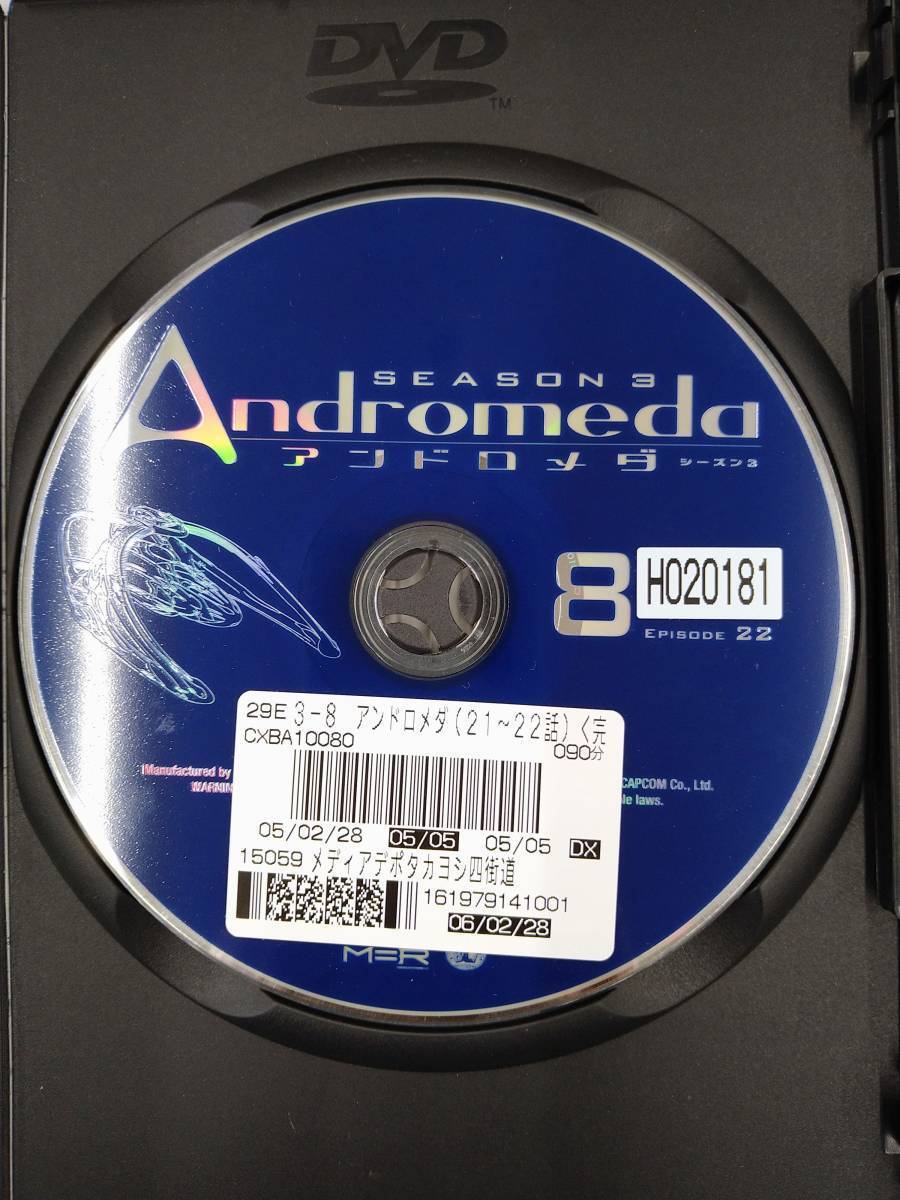 DVD
TM
SEASON 3
Andromeda
アンドロメダ シーズン3
8
H020181
EPISODE 22
29E 3-8 アンドロメダ(21~22話)<完
CXBA10080
090分
Manufactured by
CAPCOM Co., Ltd.
WARNIN
le laws.
05/02/28 05/05 05/05 DX
15059 メディアデポタカヨシ四街道
161979141001
06/02/28